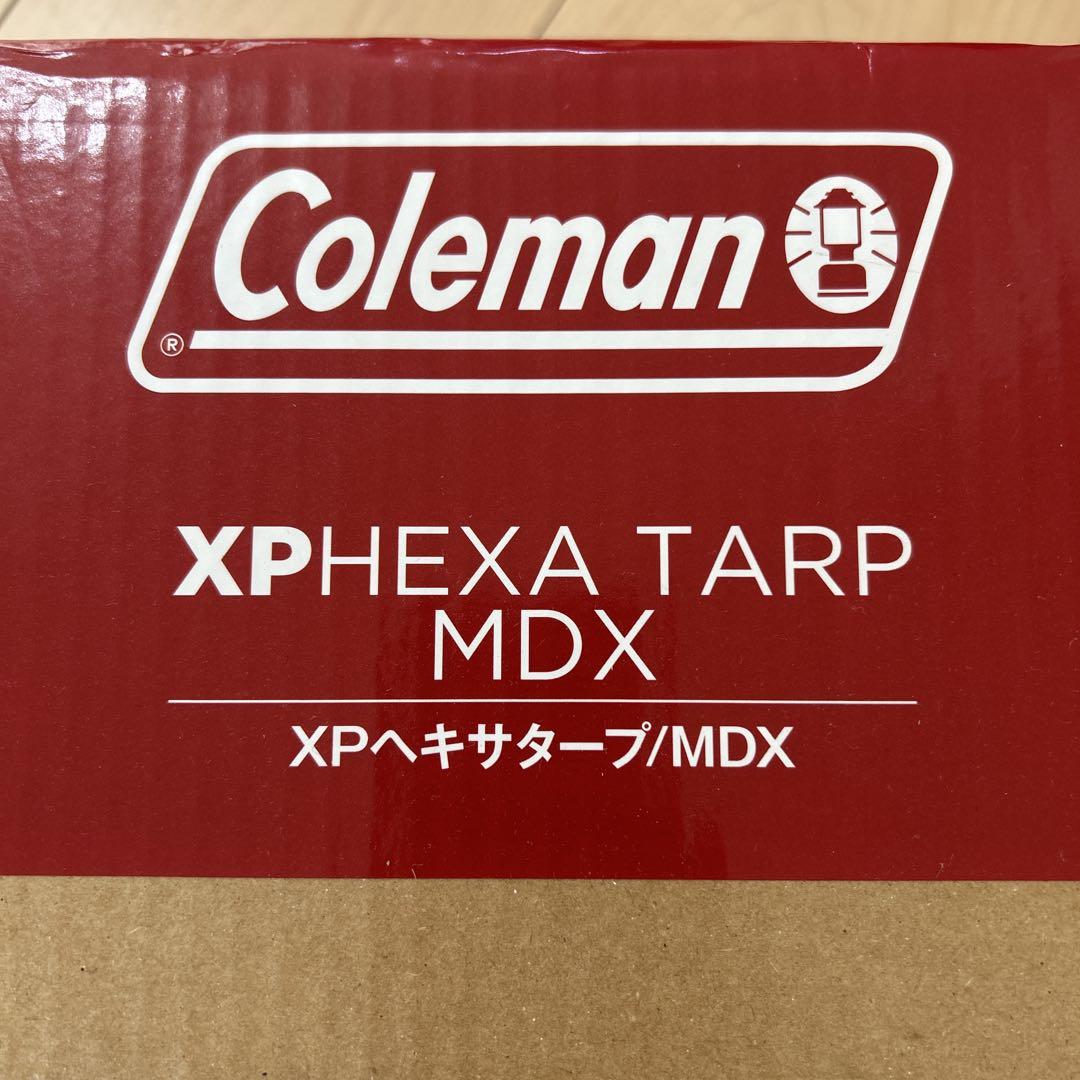 Coleman
®
XPHEXA TARP
MDX
XPヘキサタープ/MDX